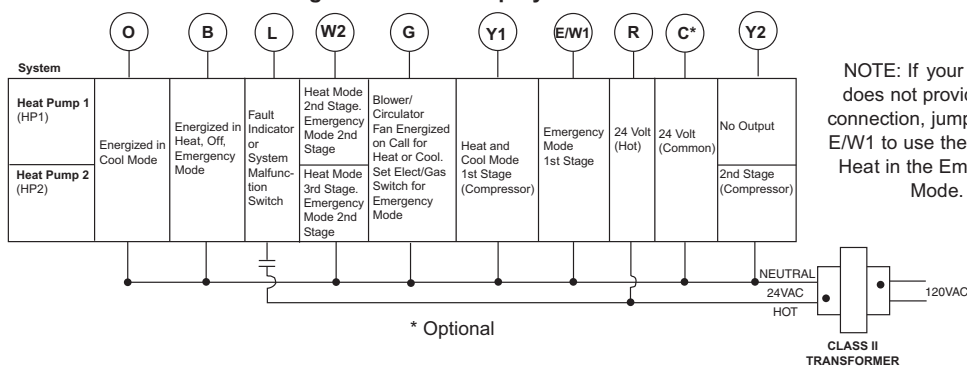 O B L W2 G Y1 E/W1 R C* Y2
System
Heat Pump 1
(HP1)
Heat Pump 2
(HP2)
Energized in
Cool Mode
Energized in
Heat, Off,
Emergency
Mode
Fault
Indicator
or
System
Malfunc-
tion
Switch
Heat Mode
2nd Stage.
Emergency
Mode 2nd
Stage
Heat Mode
3rd Stage.
Emergency
Mode 2nd
Stage
Blower/
Circulator
Fan Energized
on Call for
Heat or Cool.
Set Elect/Gas
Switch for
Emergency
Mode
Heat and
Cool Mode
1st Stage
(Compressor)
Emergency
Mode
1st Stage
24 Volt
(Hot)
24 Volt
(Common)
No Output
2nd Stage
(Compressor)
NOTE: If your
does not provid
connection, jump
E/W1 to use the
Heat in the Em
Mode.
NEUTRAL
24VAC
HOT
120VAC
* Optional
CLASS II
TRANSFORMER